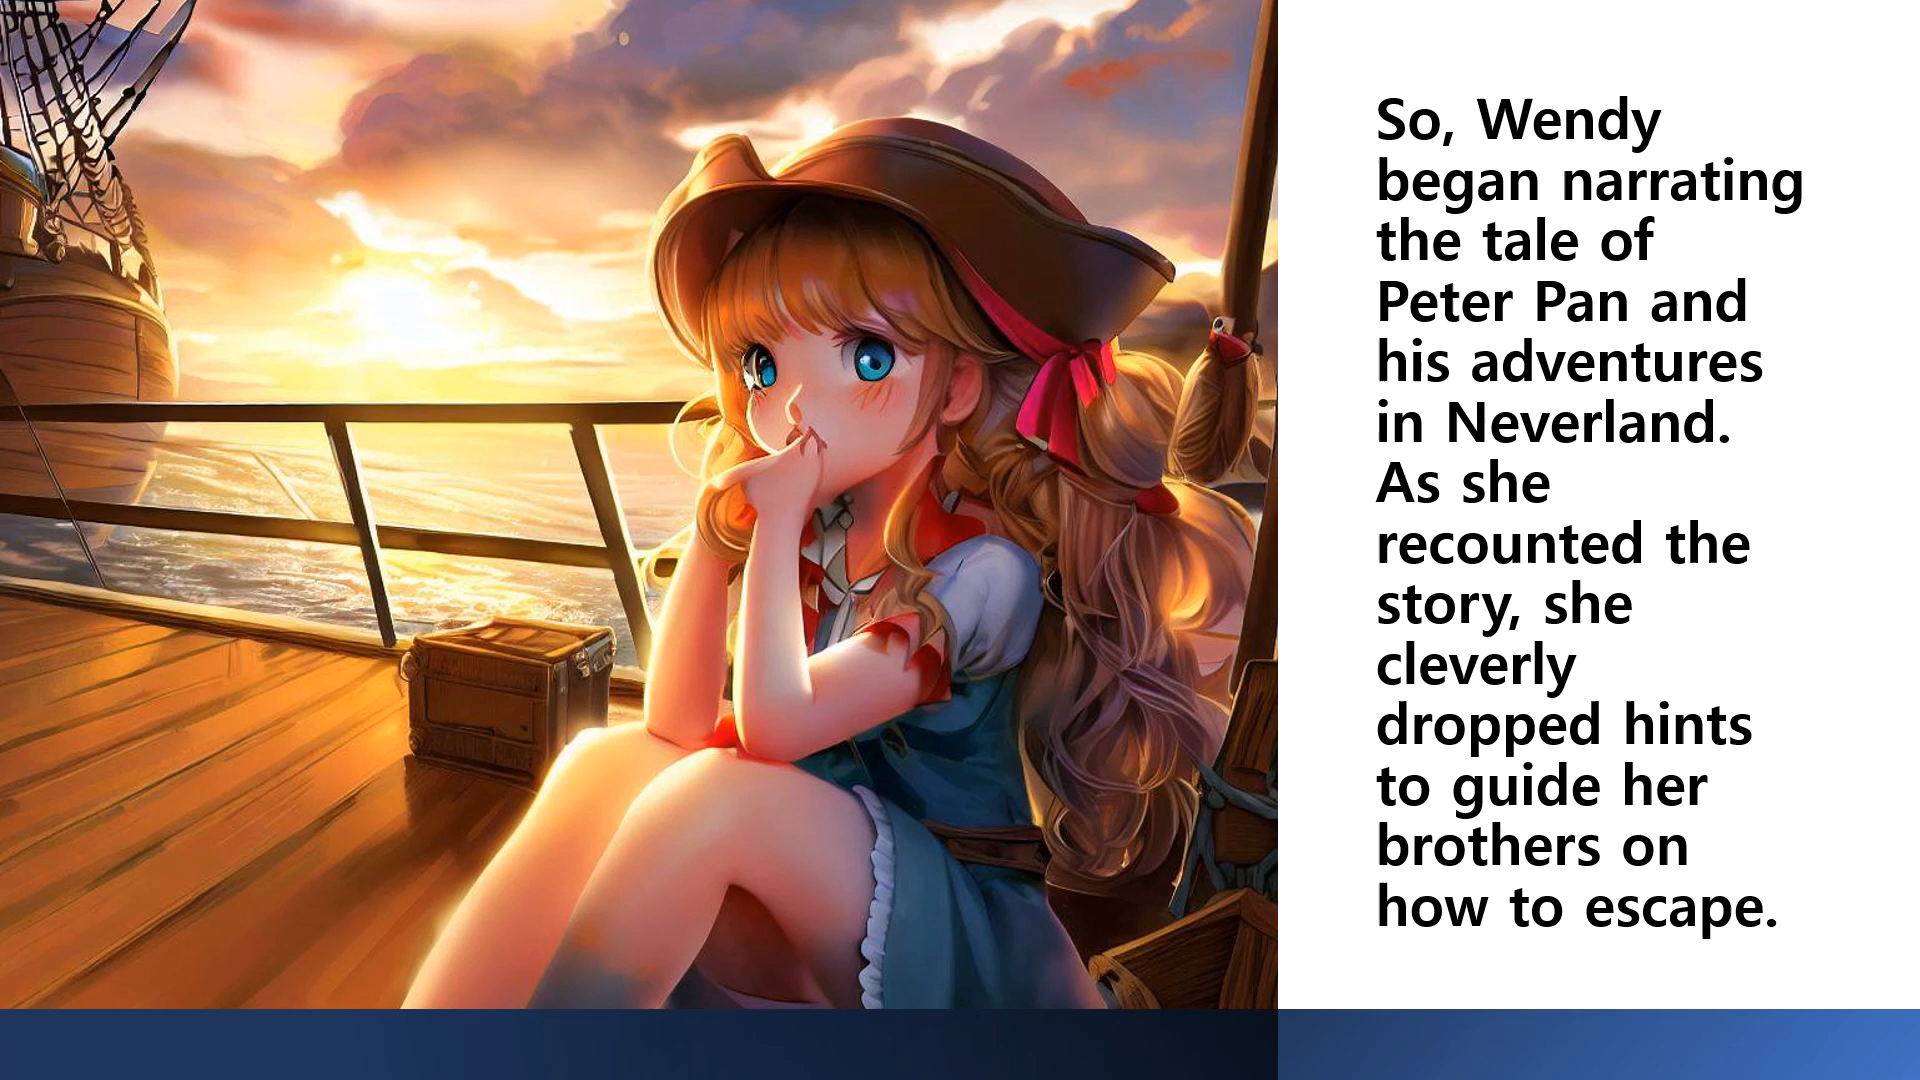 So, Wendy
began narrating
the tale of
Peter Pan and
his adventures
in Neverland.
As she
recounted the
story, she
cleverly
dropped hints
to guide her
brothers on
how to escape.